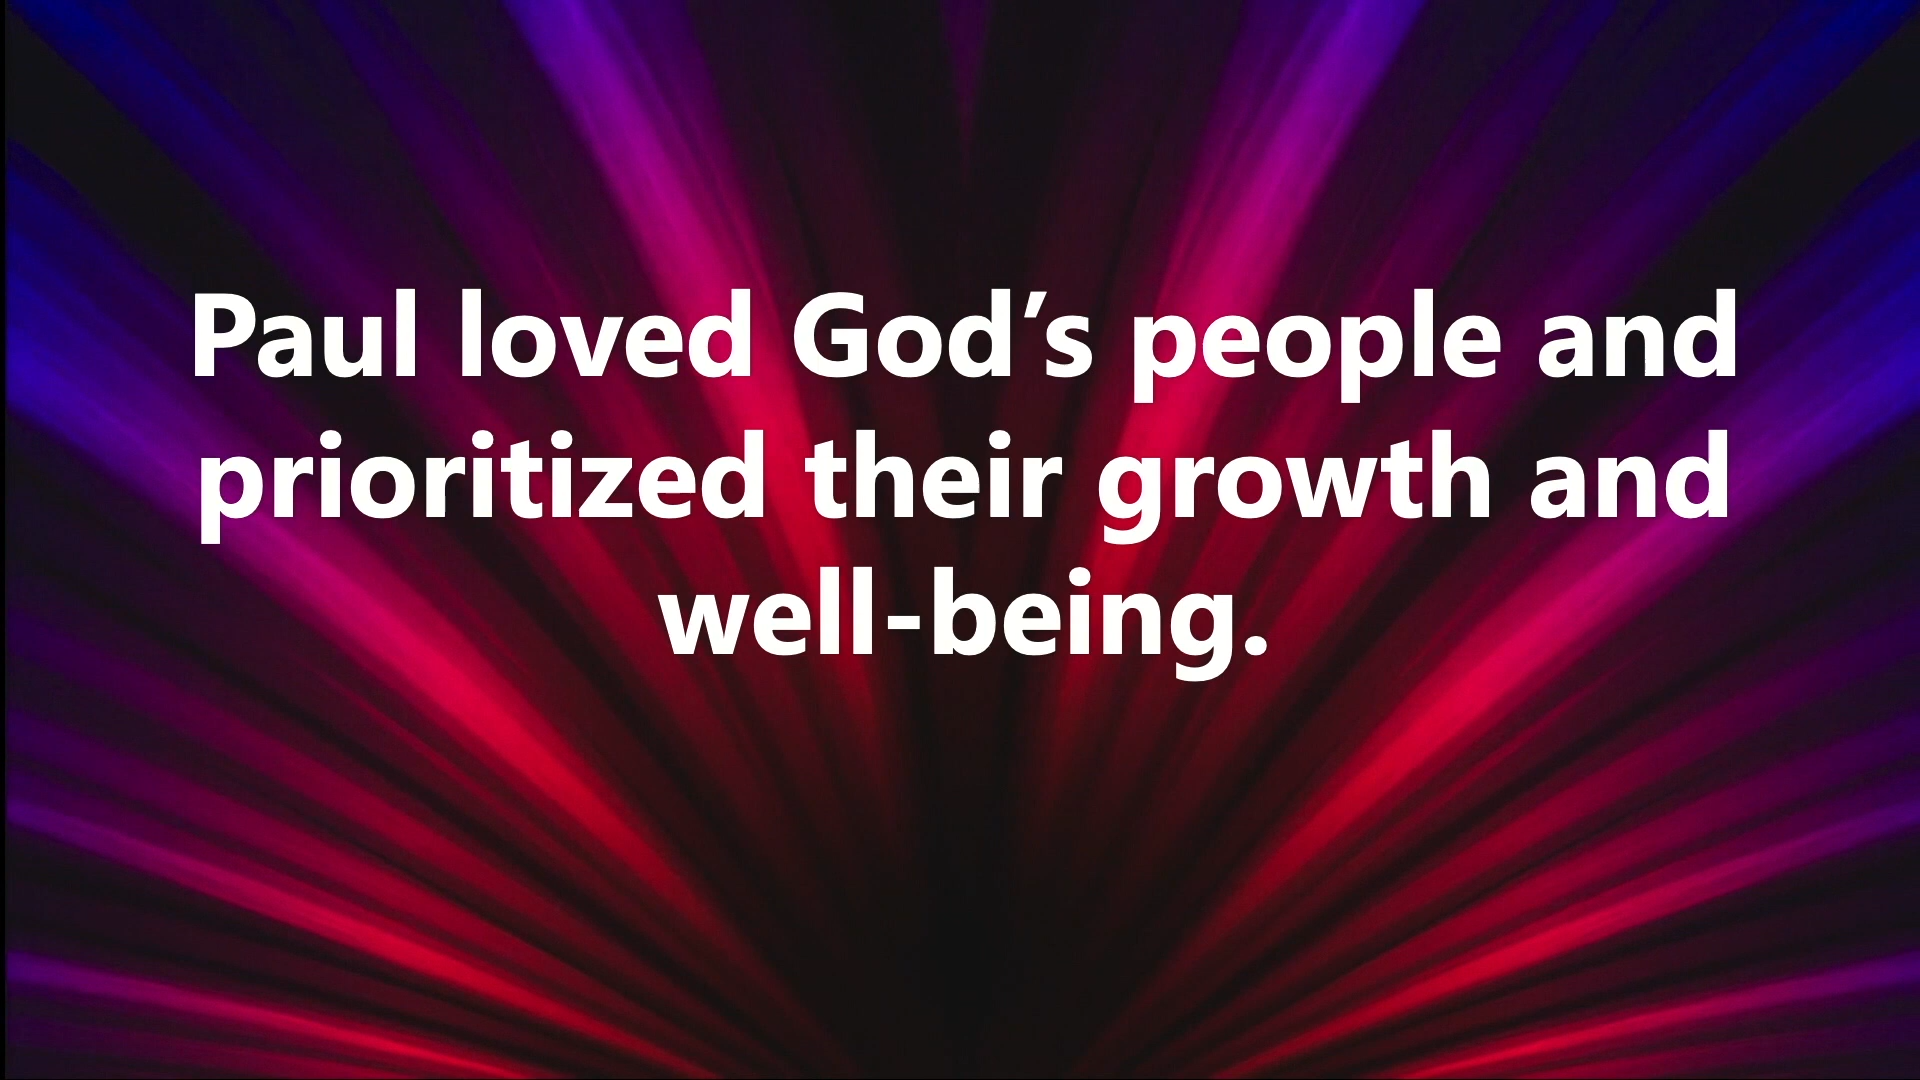 Paul loved God’s people and
prioritized their growth and
well-being.